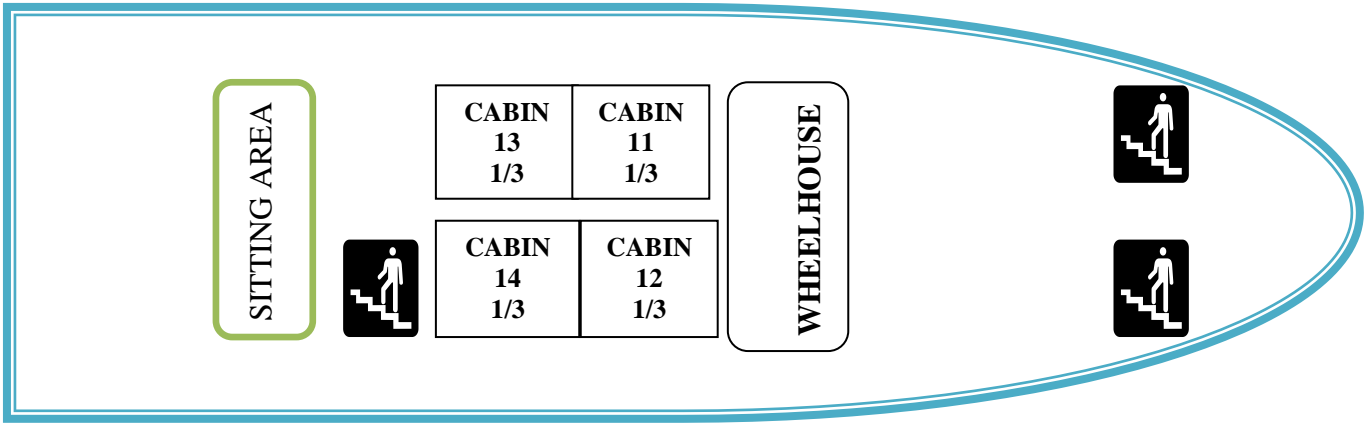 SITTING AREA
CABIN
13
1/3
CABIN
11
1/3
CABIN
14
1/3
CABIN
12
1/3
WHEELHOUSE